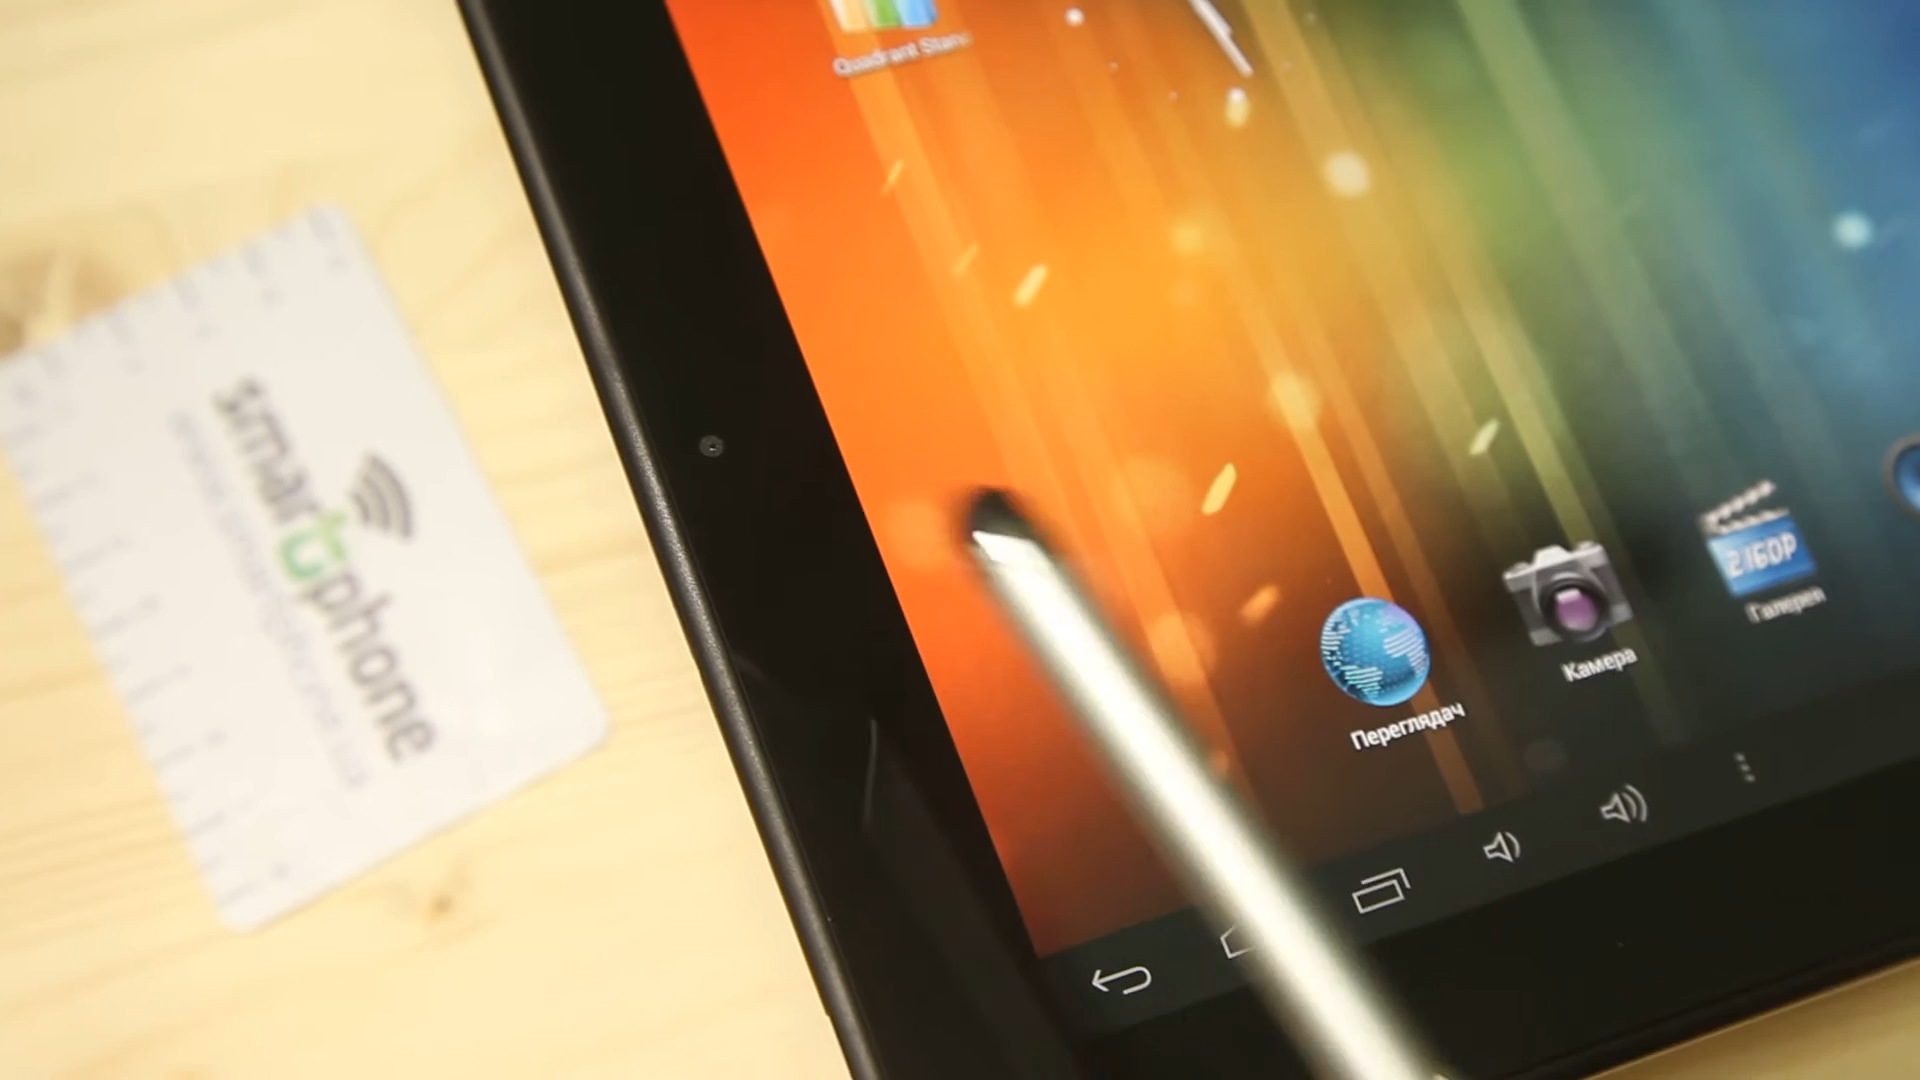 Quadrant Stand
smartphone
Переглядач
Камера
2160P
Галерея